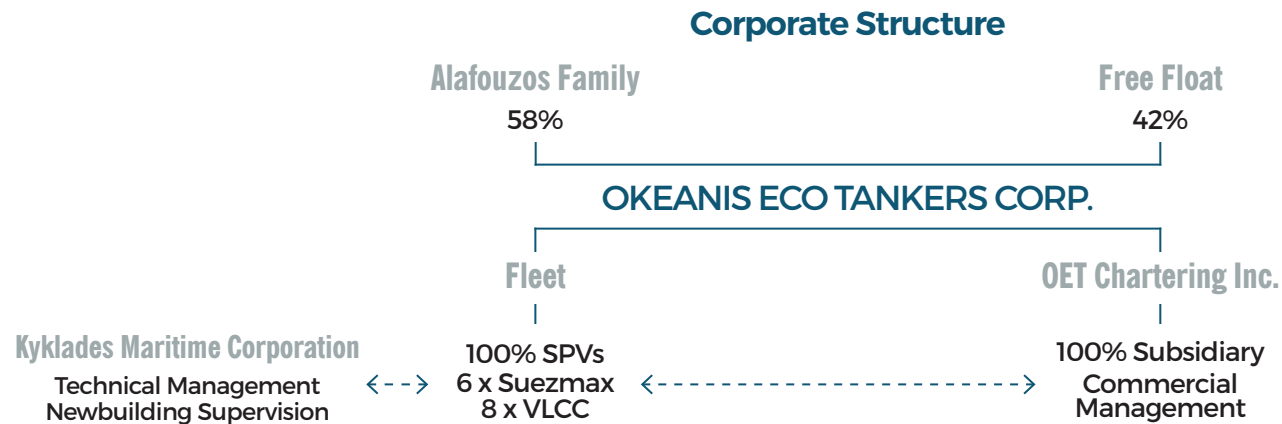 Corporate Structure
Alafouzos Family
Free Float
58%
42%
OKEANIS ECO TANKERS CORP.
Fleet
OET Chartering Inc.
Kyklades Maritime Corporation
Technical Management
Newbuilding Supervision
100% SPVs
6 x Suezmax
8 x VLCC
100% Subsidiary
Commercial
Management